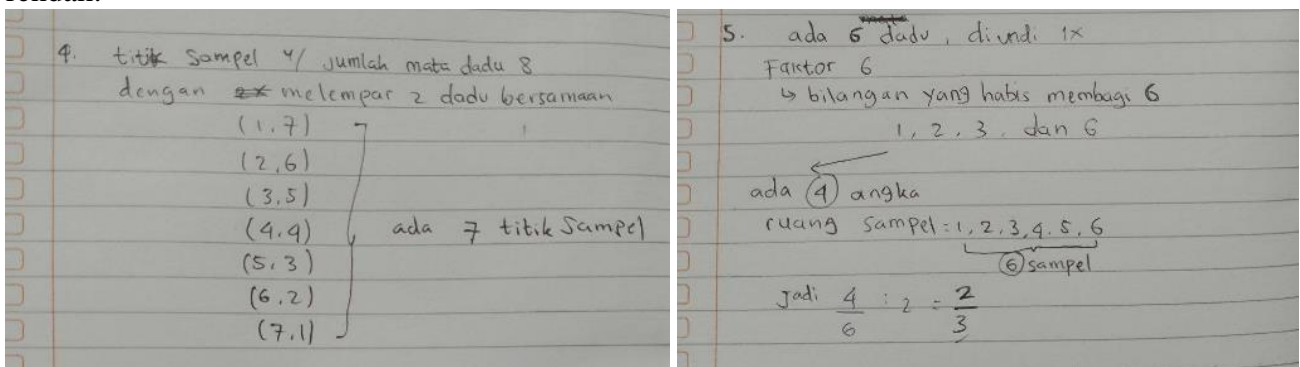 4. titik Sampel u/ jumlah mata dadu 8
dengan melempar 2 dadu bersamaan
(1,7)
(2,6)
(3,5)
(4,4)
ada 7 titik Sampel
(5,3)
(6,2)
(7,1)
5. ada 6 dadu, diundi 1x
Faktor 6
↳ bilangan yang habis membagi 6
1, 2, 3, dan 6
ada 4 angka
ruang sampel = 1, 2, 3, 4, 5, 6
6 sampel
Jadi 4/6 : 2 = 2/3